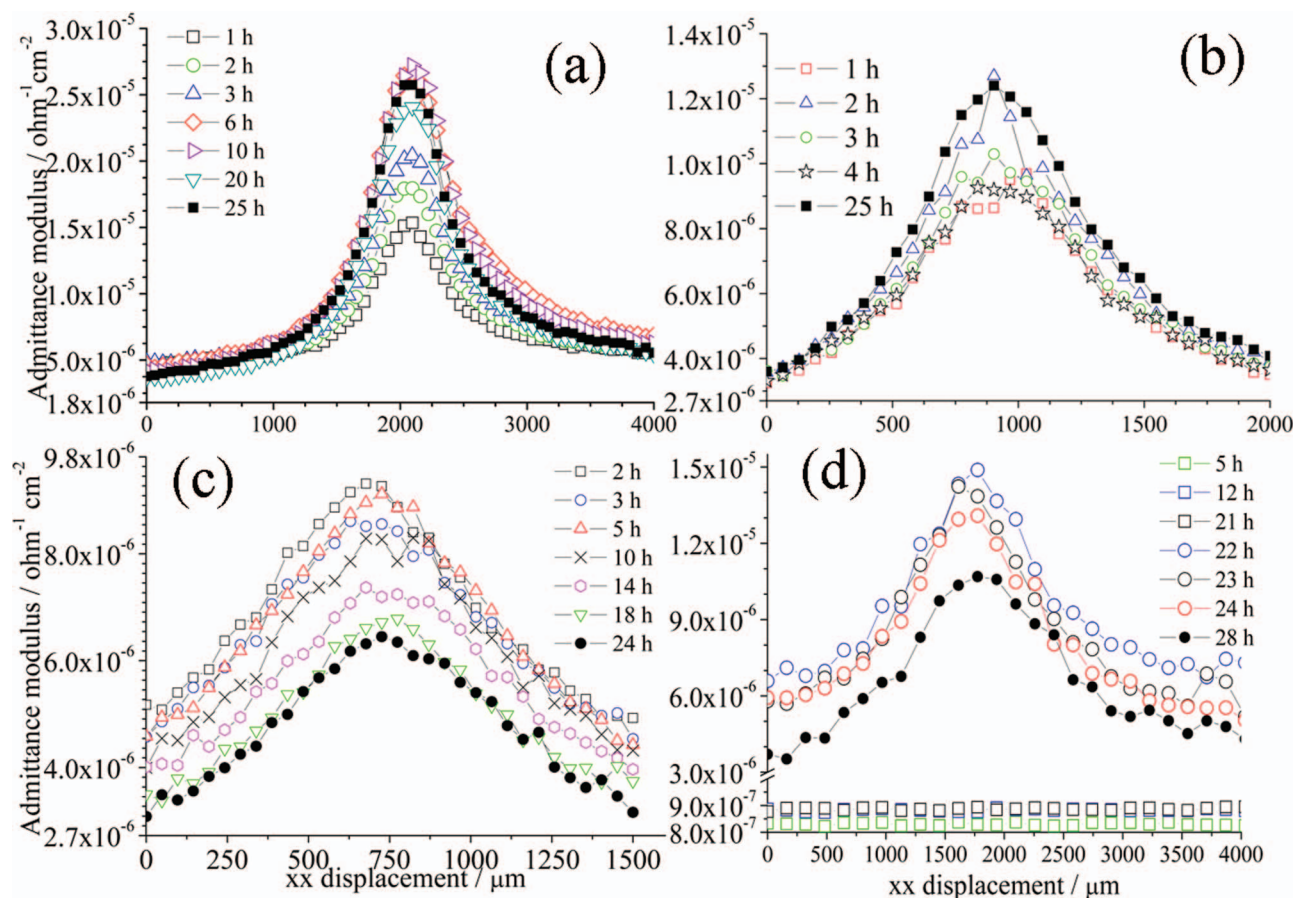 (a)
Admittance modulus / ohm⁻¹ cm⁻²
3.0x10⁻⁵
2.5x10⁻⁵
2.0x10⁻⁵
1.5x10⁻⁵
1.0x10⁻⁵
5.0x10⁻⁶
1.8x10⁻⁶
1 h
2 h
3 h
6 h
10 h
20 h
25 h
0 1000 2000 3000 4000
(b)
1.4x10⁻⁵
1.2x10⁻⁵
1.0x10⁻⁵
8.0x10⁻⁶
6.0x10⁻⁶
4.0x10⁻⁶
2.7x10⁻⁶
1 h
2 h
3 h
4 h
25 h
0 500 1000 1500 2000
(c)
Admittance modulus / ohm⁻¹ cm⁻²
9.8x10⁻⁶
8.0x10⁻⁶
6.0x10⁻⁶
4.0x10⁻⁶
2.7x10⁻⁶
2 h
3 h
5 h
10 h
14 h
18 h
24 h
0 250 500 750 1000 1250 1500
xx displacement / μm
(d)
1.5x10⁻⁵
1.2x10⁻⁵
9.0x10⁻⁶
6.0x10⁻⁶
3.0x10⁻⁶
9.0x10⁻⁷
8.0x10⁻⁷
5 h
12 h
21 h
22 h
23 h
24 h
28 h
0 500 1000 1500 2000 2500 3000 3500 4000
xx displacement / μm